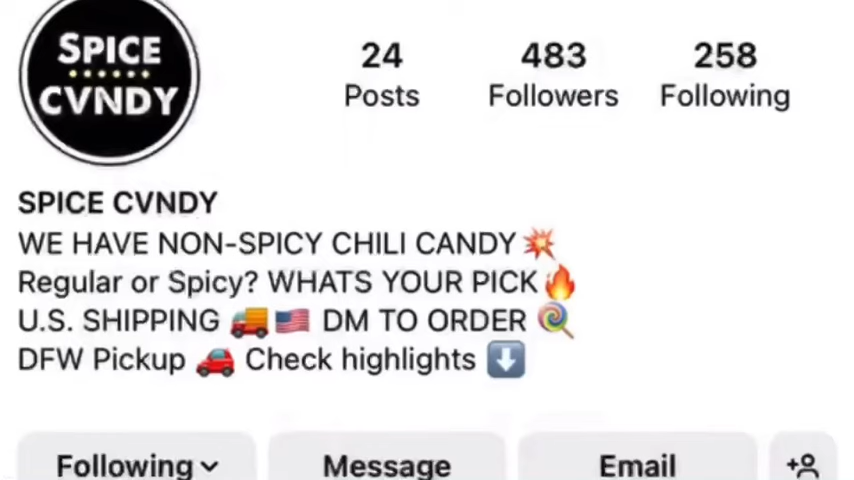 SPICE
CVNDY
24 483 258
Posts Followers Following
SPICE CVNDY
WE HAVE NON-SPICY CHILI CANDY💥
Regular or Spicy? WHATS YOUR PICK🔥
U.S. SHIPPING 🚚🇺🇸 DM TO ORDER 🍭
DFW Pickup 🚗 Check highlights ⬇️
Following Message Email